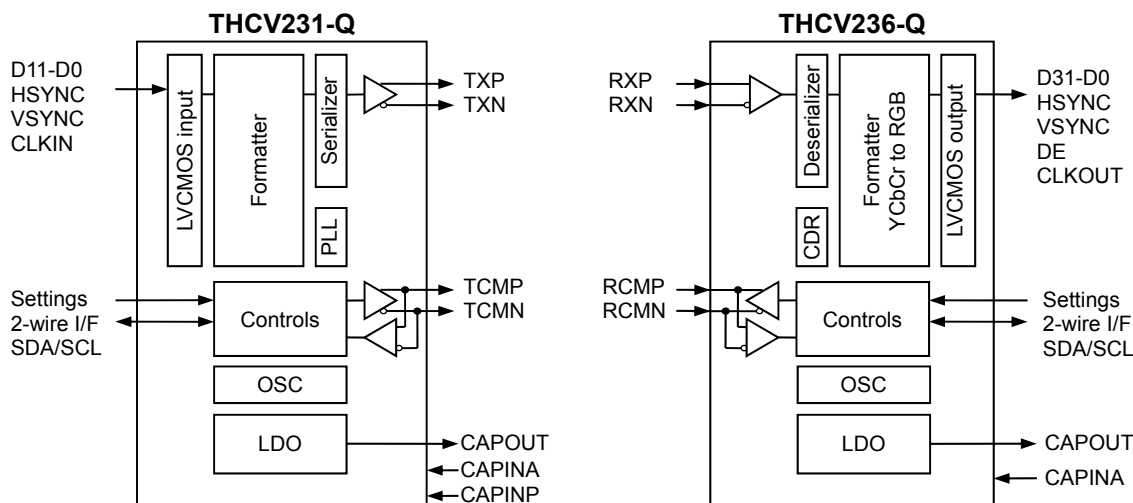 THCV231-Q
D11-D0
HSYNC
VSYNC
CLKIN
LVCMOS input
Formatter
Serializer
PLL
TXP
TXN
Settings
2-wire I/F
SDA/SCL
Controls
TCMP
TCMN
OSC
LDO
CAPOUT
CAPINA
CAPINP
THCV236-Q
RXP
RXN
Deserializer
CDR
Formatter
YCbCr to RGB
LVCMOS output
D31-D0
HSYNC
VSYNC
DE
CLKOUT
RCMP
RCMN
Controls
Settings
2-wire I/F
SDA/SCL
OSC
LDO
CAPOUT
CAPINA